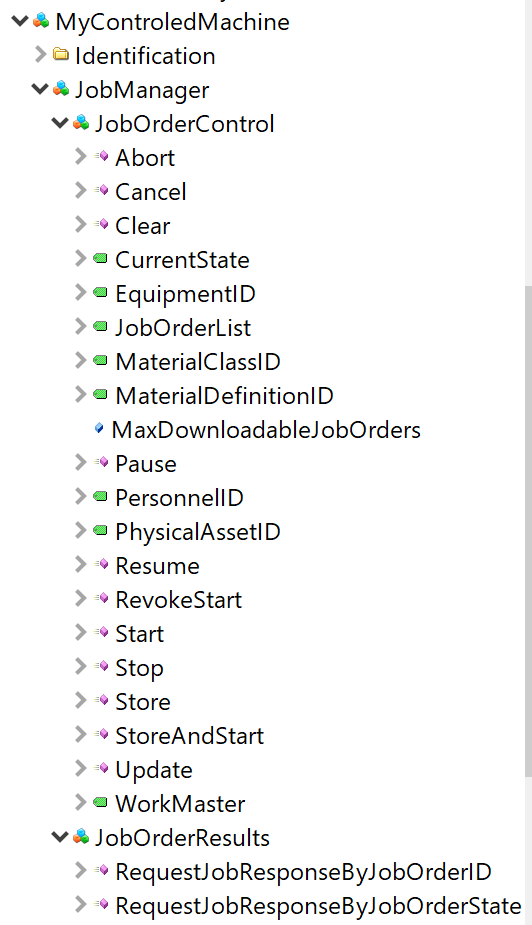 MyControledMachine
Identification
JobManager
JobOrderControl
Abort
Cancel
Clear
CurrentState
EquipmentID
JobOrderList
MaterialClassID
MaterialDefinitionID
MaxDownloadableJobOrders
Pause
PersonnelID
PhysicalAssetID
Resume
RevokeStart
Start
Stop
Store
StoreAndStart
Update
WorkMaster
JobOrderResults
RequestJobResponseByJobOrderID
RequestJobResponseByJobOrderState